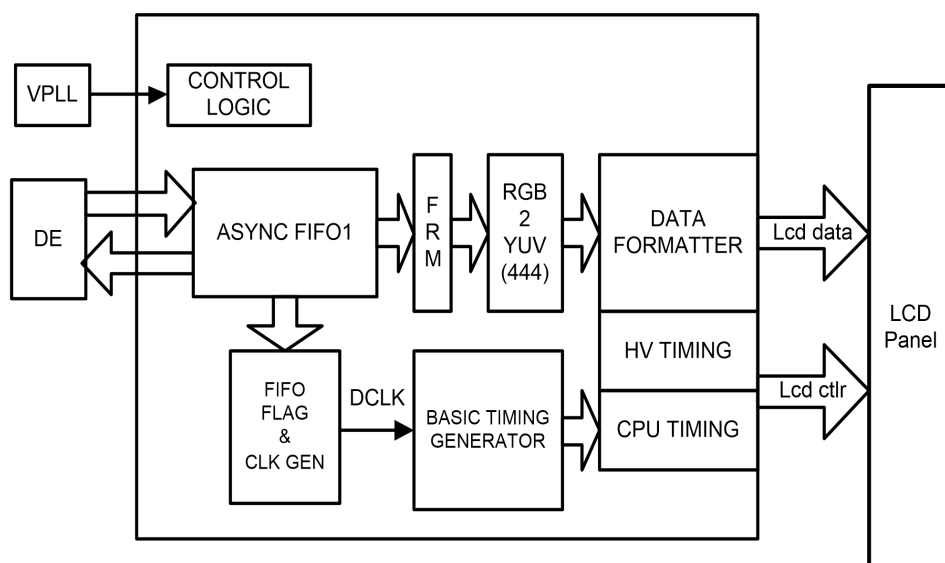 VPLL
CONTROL
LOGIC
DE
ASYNC FIFO1
F
R
M
RGB
2
YUV
(444)
DATA
FORMATTER
Lcd data
LCD
Panel
HV TIMING
Lcd ctlr
CPU TIMING
FIFO
FLAG
&
CLK GEN
DCLK
BASIC TIMING
GENERATOR